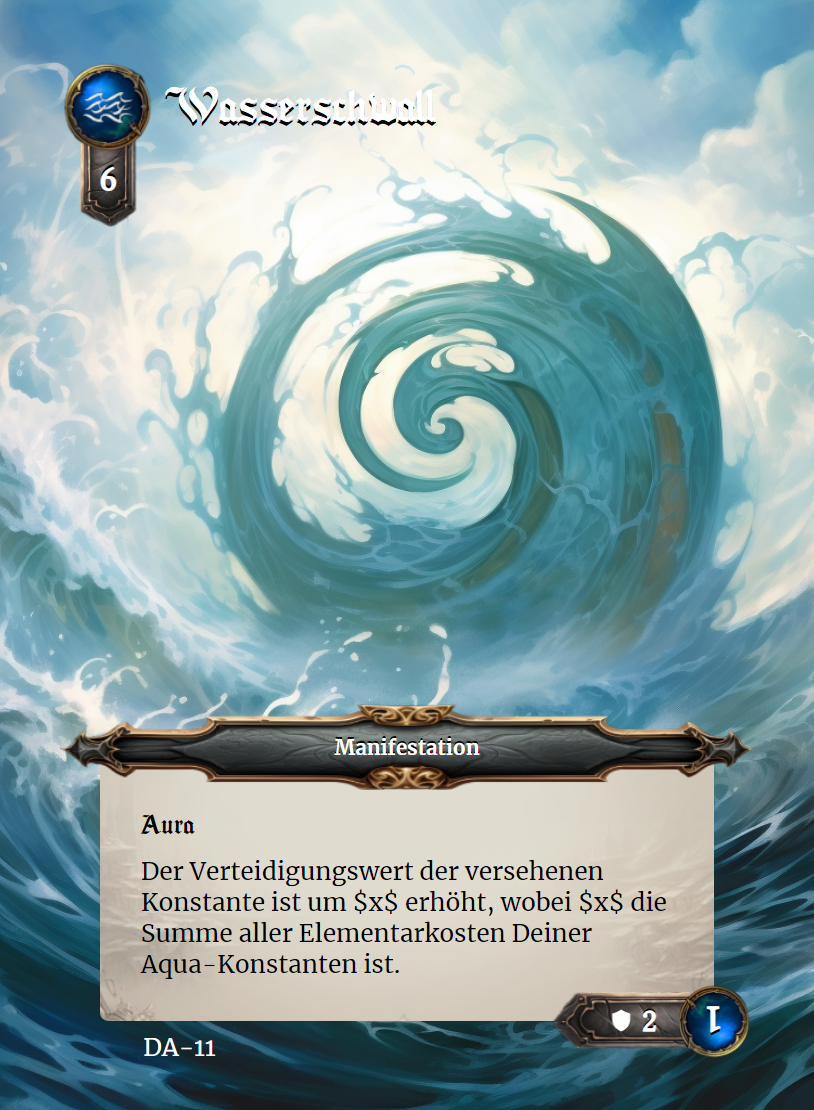 Wasserschwall
6
Manifestation
Aura
Der Verteidigungswert der versehenen
Konstante ist um $x$ erhöht, wobei $x$ die
Summe aller Elementarkosten Deiner
Aqua-Konstanten ist.
2
1
DA-11